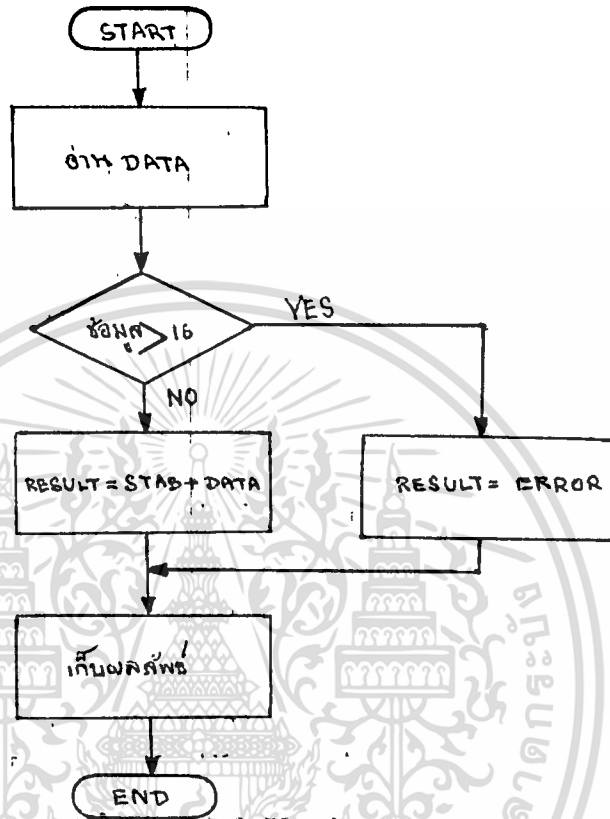 START
อ่าน DATA
ข้อมูล > 16
YES
NO
RESULT = STAB + DATA
RESULT = ERROR
เก็บผลลัพธ์
END